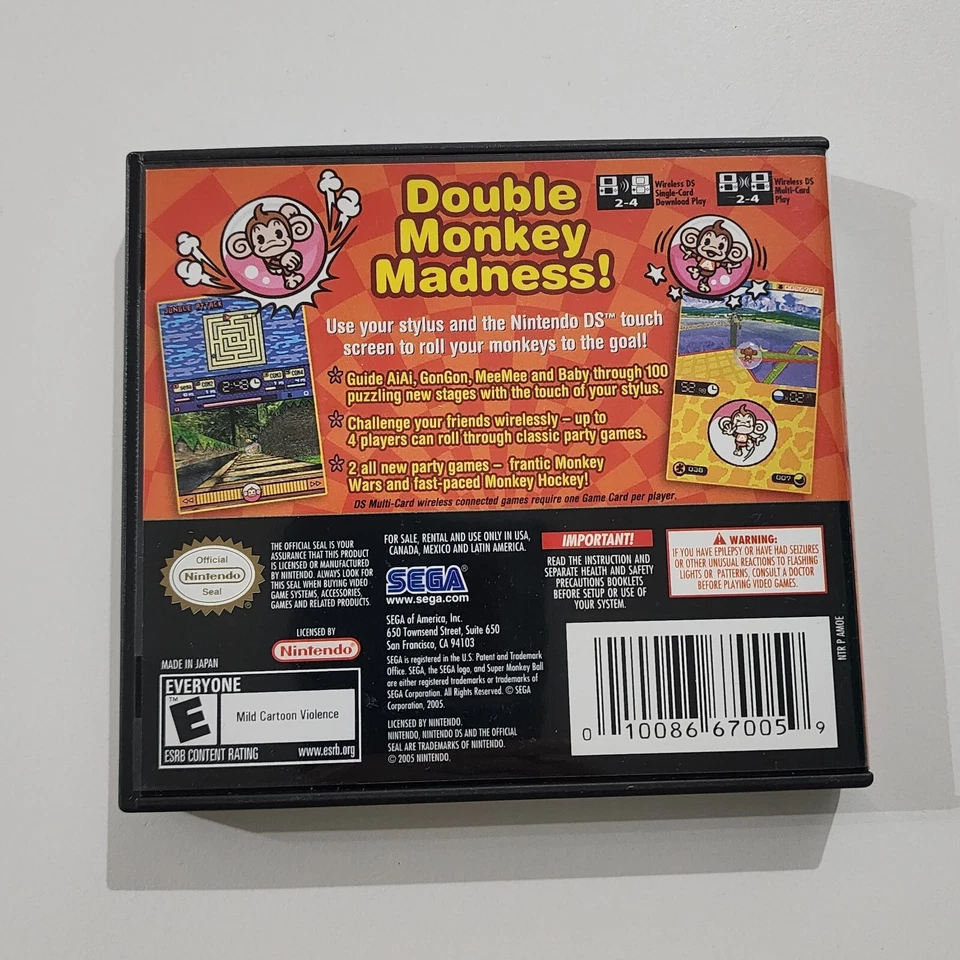 Double
Monkey
Madness!
2-4
Wireless DS
Single-Card
Download Play
2-4
Wireless DS
Multi-Card
Play
Use your stylus and the Nintendo DS™ touch
screen to roll your monkeys to the goal!
Guide AiAi, GonGon, MeeMee and Baby through 100
puzzling new stages with the touch of your stylus.
Challenge your friends wirelessly – up to
4 players can roll through classic party games.
2 all new party games – frantic Monkey
Wars and fast-paced Monkey Hockey!
DS Multi-Card wireless connected games require one Game Card per player.
JUNGLE ATTACK
SEGA
COM2
COM3
COM4
036
007
Official
Nintendo
Seal
®
THE OFFICIAL SEAL IS YOUR
ASSURANCE THAT THIS PRODUCT
IS LICENSED OR MANUFACTURED
BY NINTENDO. ALWAYS LOOK FOR
THIS SEAL WHEN BUYING VIDEO
GAME SYSTEMS, ACCESSORIES,
GAMES AND RELATED PRODUCTS.
LICENSED BY
Nintendo
MADE IN JAPAN
EVERYONE
E
™
Mild Cartoon Violence
ESRB CONTENT RATING
www.esrb.org
FOR SALE, RENTAL AND USE ONLY IN USA,
CANADA, MEXICO AND LATIN AMERICA.
SEGA®
www.sega.com
SEGA of America, Inc.
650 Townsend Street, Suite 650
San Francisco, CA 94103
SEGA is registered in the U.S. Patent and Trademark
Office. SEGA, the SEGA logo, and Super Monkey Ball
are either registered trademarks or trademarks of
SEGA Corporation. All Rights Reserved. © SEGA
Corporation, 2005.
LICENSED BY NINTENDO.
NINTENDO, NINTENDO DS AND THE OFFICIAL
SEAL ARE TRADEMARKS OF NINTENDO.
© 2005 NINTENDO.
IMPORTANT!
READ THE INSTRUCTION AND
SEPARATE HEALTH AND SAFETY
PRECAUTIONS BOOKLETS
BEFORE SETUP OR USE OF
YOUR SYSTEM.
WARNING:
IF YOU HAVE EPILEPSY OR HAVE HAD SEIZURES
OR OTHER UNUSUAL REACTIONS TO FLASHING
LIGHTS OR PATTERNS, CONSULT A DOCTOR
BEFORE PLAYING VIDEO GAMES.
NTR P AMOE
0 10086 67005 9